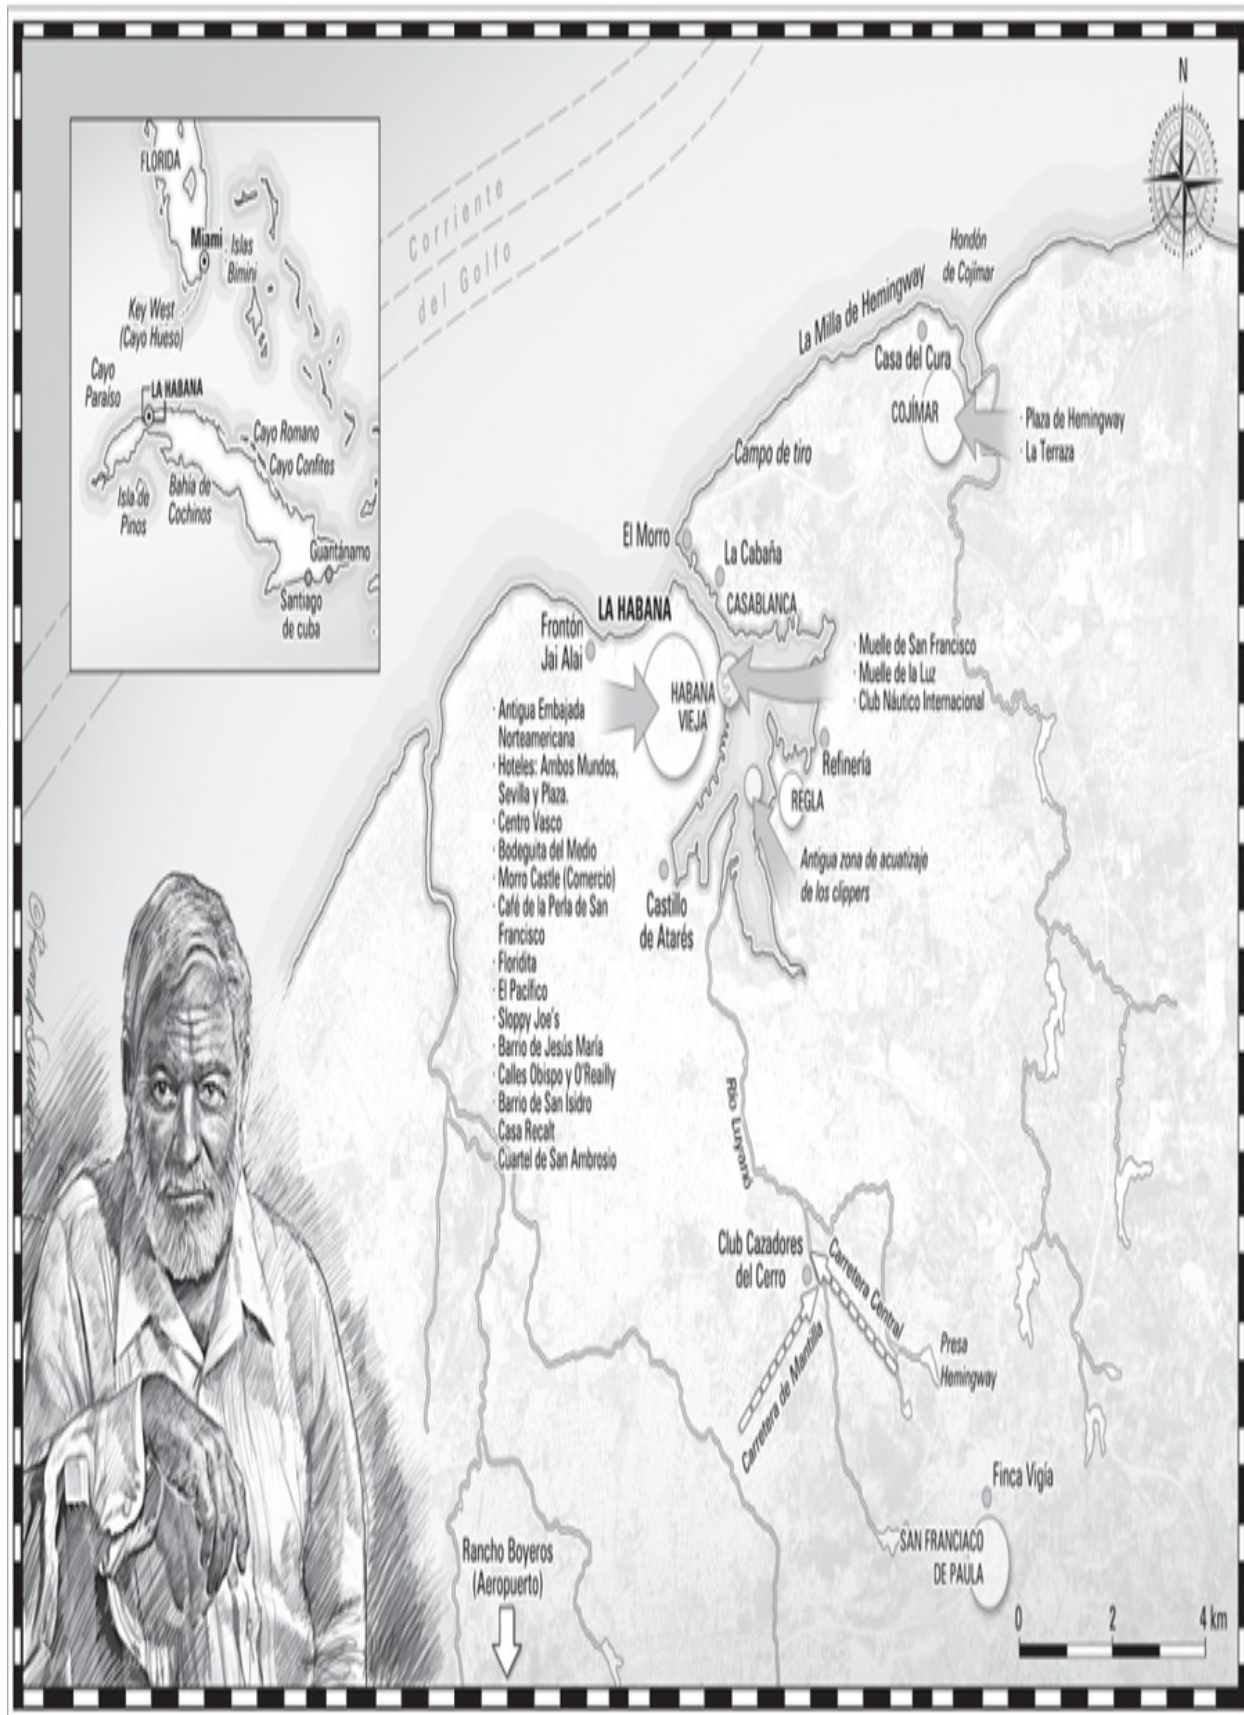 FLORIDA
Miami
Islas
Bimini
Key West
(Cayo Hueso)
Cayo
Paraíso
LA HABANA
Cayo Romano
Cayo Confites
Isla de
Pinos
Bahía de
Cochinos
Guantánamo
Santiago
de cuba
Corriente
del Golfo
N
Hondón
de Cojímar
La Milla de Hemingway
Casa del Cura
COJÍMAR
· Plaza de Hemingway
· La Terraza
Campo de tiro
El Morro
La Cabaña
CASABLANCA
LA HABANA
Frontón
Jai Alai
HABANA
VIEJA
· Muelle de San Francisco
· Muelle de la Luz
· Club Náutico Internacional
· Antigua Embajada
Norteamericana
· Hoteles: Ambos Mundos,
Sevilla y Plaza.
· Centro Vasco
· Bodeguita del Medio
· Morro Castle (Comercio)
· Café de la Perla de San
Francisco
· Floridita
· El Pacífico
· Sloppy Joe's
· Barrio de Jesús María
· Calles Obispo y O'Reailly
· Barrio de San Isidro
· Casa Recalt
· Cuartel de San Ambrosio
Refinería
REGLA
Antigua zona de acuatizaje
de los clippers
Castillo
de Atarés
Río Luyanó
Club Cazadores
del Cerro
Carretera Central
Carretera de Mantilla
Presa
Hemingway
Finca Vigía
SAN FRANCIACO
DE PAULA
Rancho Boyeros
(Aeropuerto)
0 2 4 km